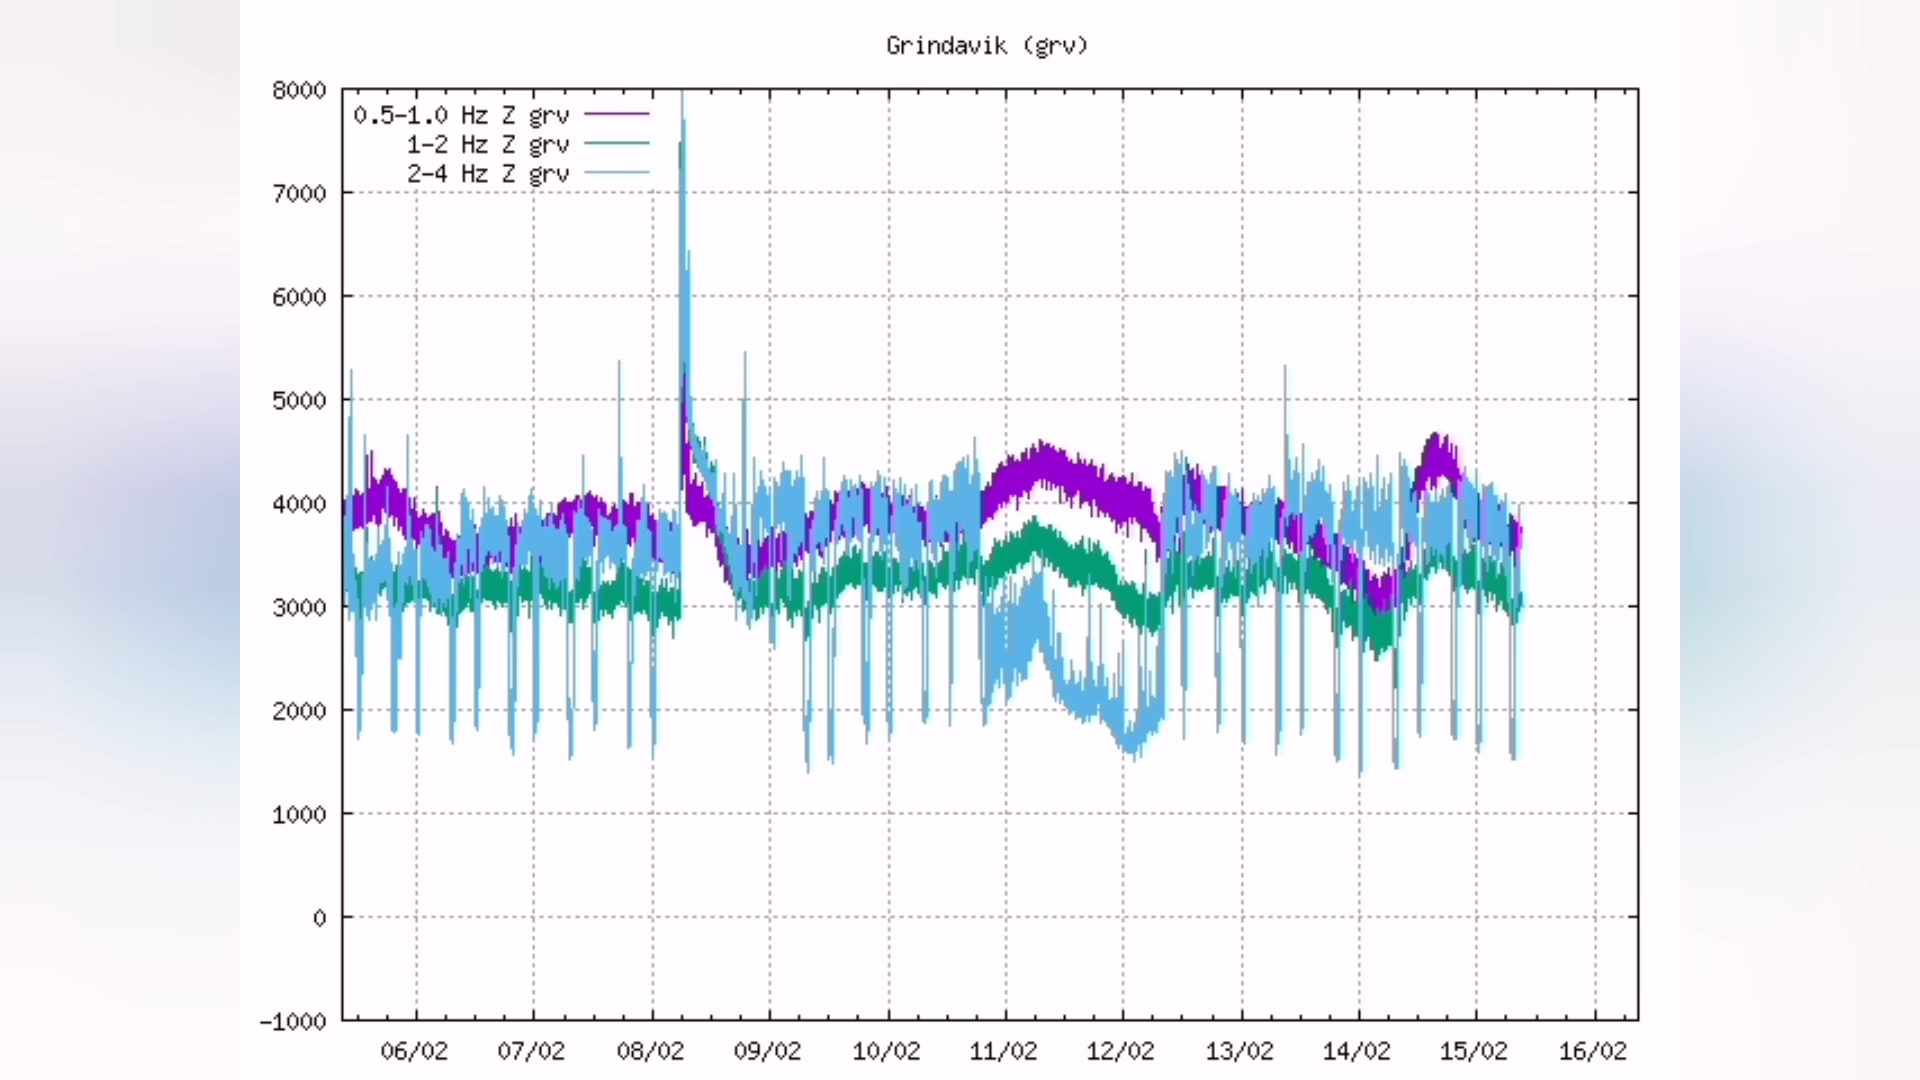 Grindavik (grv)
8000
0.5-1.0 Hz Z grv
1-2 Hz Z grv
2-4 Hz Z grv
7000
6000
5000
4000
3000
2000
1000
0
-1000
06/02 07/02 08/02 09/02 10/02 11/02 12/02 13/02 14/02 15/02 16/02